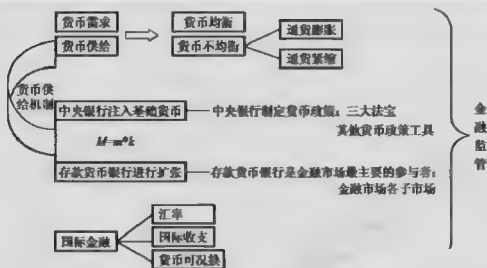 货币需求
货币均衡
通货膨胀
货币供给
货币不均衡
通货紧缩
货币供
给机制
中央银行注入基础货币
中央银行制定货币政策：三大法宝
其他货币政策工具
M=m*k
存款货币银行进行扩张
存款货币银行是金融市场最主要的参与者：
金融市场各子市场
金融监管
汇率
国际金融
国际收支
货币可兑换